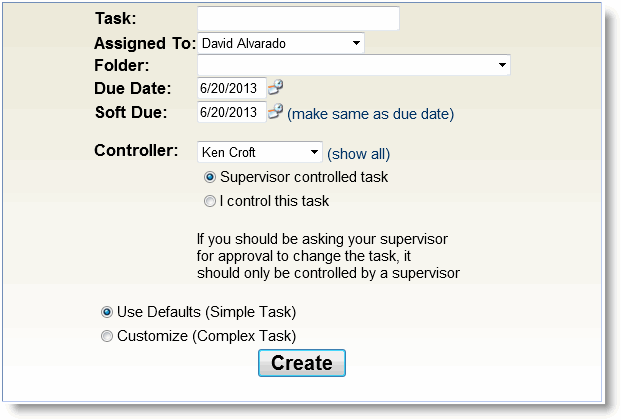 Task:
Assigned To: David Alvarado
Folder:
Due Date: 6/20/2013
Soft Due: 6/20/2013 (make same as due date)
Controller: Ken Croft (show all)
Supervisor controlled task
I control this task
If you should be asking your supervisor
for approval to change the task, it
should only be controlled by a supervisor
Use Defaults (Simple Task)
Customize (Complex Task)
Create